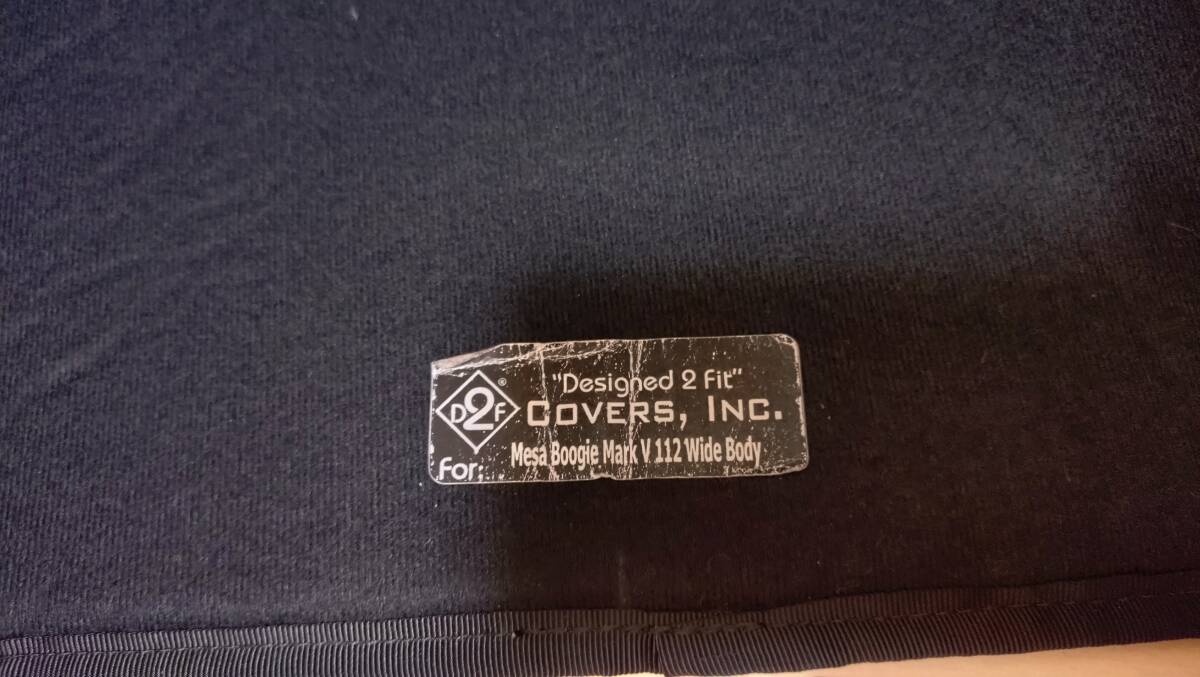 D2F®
"Designed 2 Fit"
COVERS, INC.
For: Mesa Boogie Mark V 112 Wide Body